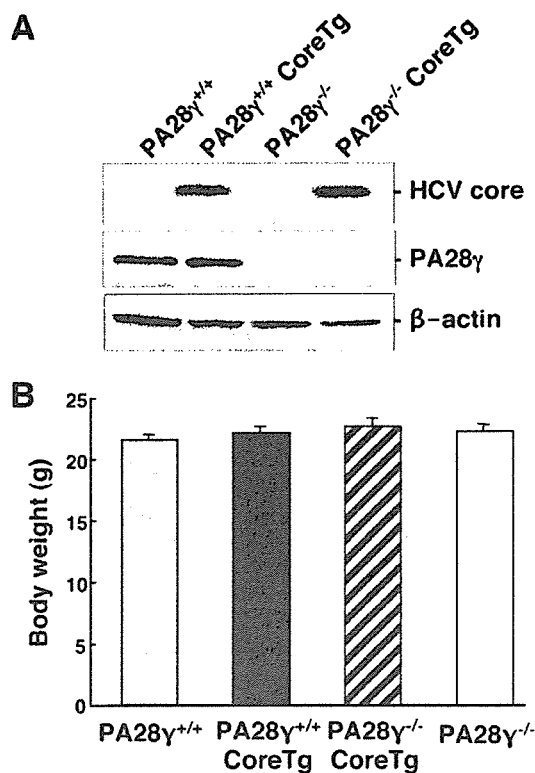 A
PA28γ+/+
PA28γ+/+ CoreTg
PA28γ-/-
PA28γ-/- CoreTg
HCV core
PA28γ
β-actin
B
Body weight (g)
25
20
15
10
5
0
PA28γ+/+
PA28γ+/+ CoreTg
PA28γ-/- CoreTg
PA28γ-/-